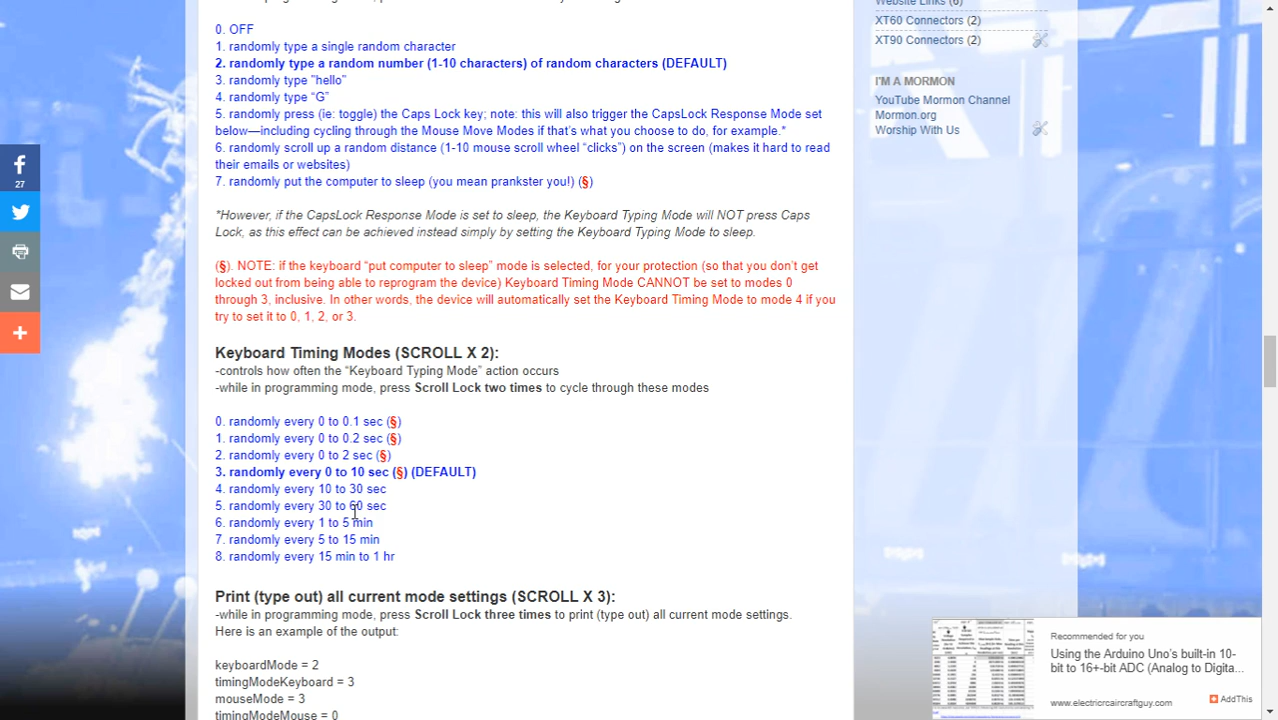 0. OFF
1. randomly type a single random character
2. randomly type a random number (1-10 characters) of random characters (DEFAULT)
3. randomly type "hello"
4. randomly type “G”
5. randomly press (ie: toggle) the Caps Lock key; note: this will also trigger the CapsLock Response Mode set
below—including cycling through the Mouse Move Modes if that’s what you choose to do, for example.*
6. randomly scroll up a random distance (1-10 mouse scroll wheel “clicks”) on the screen (makes it hard to read
their emails or websites)
7. randomly put the computer to sleep (you mean prankster you!) (§)
*However, if the CapsLock Response Mode is set to sleep, the Keyboard Typing Mode will NOT press Caps
Lock, as this effect can be achieved instead simply by setting the Keyboard Typing Mode to sleep.
(§). NOTE: if the keyboard “put computer to sleep” mode is selected, for your protection (so that you don’t get
locked out from being able to reprogram the device) Keyboard Timing Mode CANNOT be set to modes 0
through 3, inclusive. In other words, the device will automatically set the Keyboard Timing Mode to mode 4 if you
try to set it to 0, 1, 2, or 3.
Keyboard Timing Modes (SCROLL X 2):
-controls how often the “Keyboard Typing Mode” action occurs
-while in programming mode, press Scroll Lock two times to cycle through these modes
0. randomly every 0 to 0.1 sec (§)
1. randomly every 0 to 0.2 sec (§)
2. randomly every 0 to 2 sec (§)
3. randomly every 0 to 10 sec (§) (DEFAULT)
4. randomly every 10 to 30 sec
5. randomly every 30 to 60 sec
6. randomly every 1 to 5 min
7. randomly every 5 to 15 min
8. randomly every 15 min to 1 hr
Print (type out) all current mode settings (SCROLL X 3):
-while in programming mode, press Scroll Lock three times to print (type out) all current mode settings.
Here is an example of the output:
keyboardMode = 2
timingModeKeyboard = 3
mouseMode = 3
timingModeMouse = 0
27
Website Links (6)
XT60 Connectors (2)
XT90 Connectors (2)
I'M A MORMON
YouTube Mormon Channel
Mormon.org
Worship With Us
Recommended for you
Using the Arduino Uno's built-in 10-
bit to 16+-bit ADC (Analog to Digita...
www.electricrcaircraftguy.com
AddThis